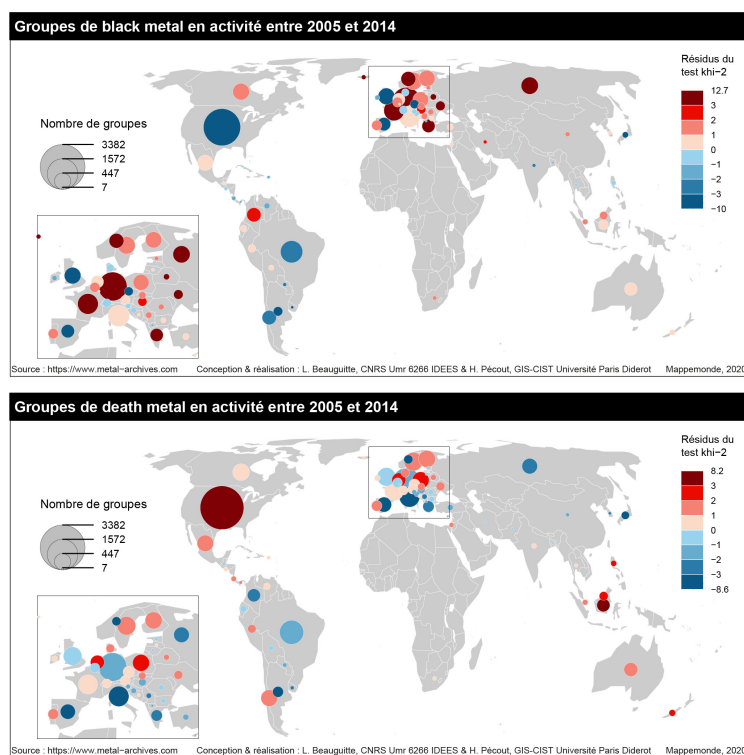 Groupes de black metal en activité entre 2005 et 2014
Résidus du
test khi−2
12.7
3
2
1
0
−1
−2
−3
−10
Nombre de groupes
3382
1572
447
7
Source : https://www.metal−archives.com Conception & réalisation : L. Beauguitte, CNRS Umr 6266 IDEES & H. Pécout, GIS-CIST Université Paris Diderot Mappemonde, 2020
Groupes de death metal en activité entre 2005 et 2014
Résidus du
test khi−2
8.2
3
2
1
0
−1
−2
−3
−8.6
Nombre de groupes
3382
1572
447
7
Source : https://www.metal−archives.com Conception & réalisation : L. Beauguitte, CNRS Umr 6266 IDEES & H. Pécout, GIS-CIST Université Paris Diderot Mappemonde, 2020